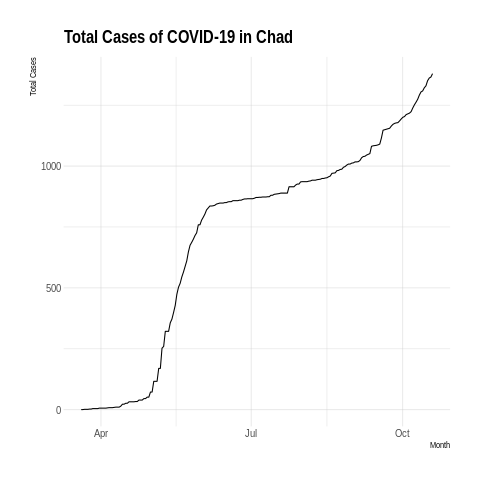 Total Cases of COVID-19 in Chad
Total Cases
1000
500
0
Apr
Jul
Oct
Month